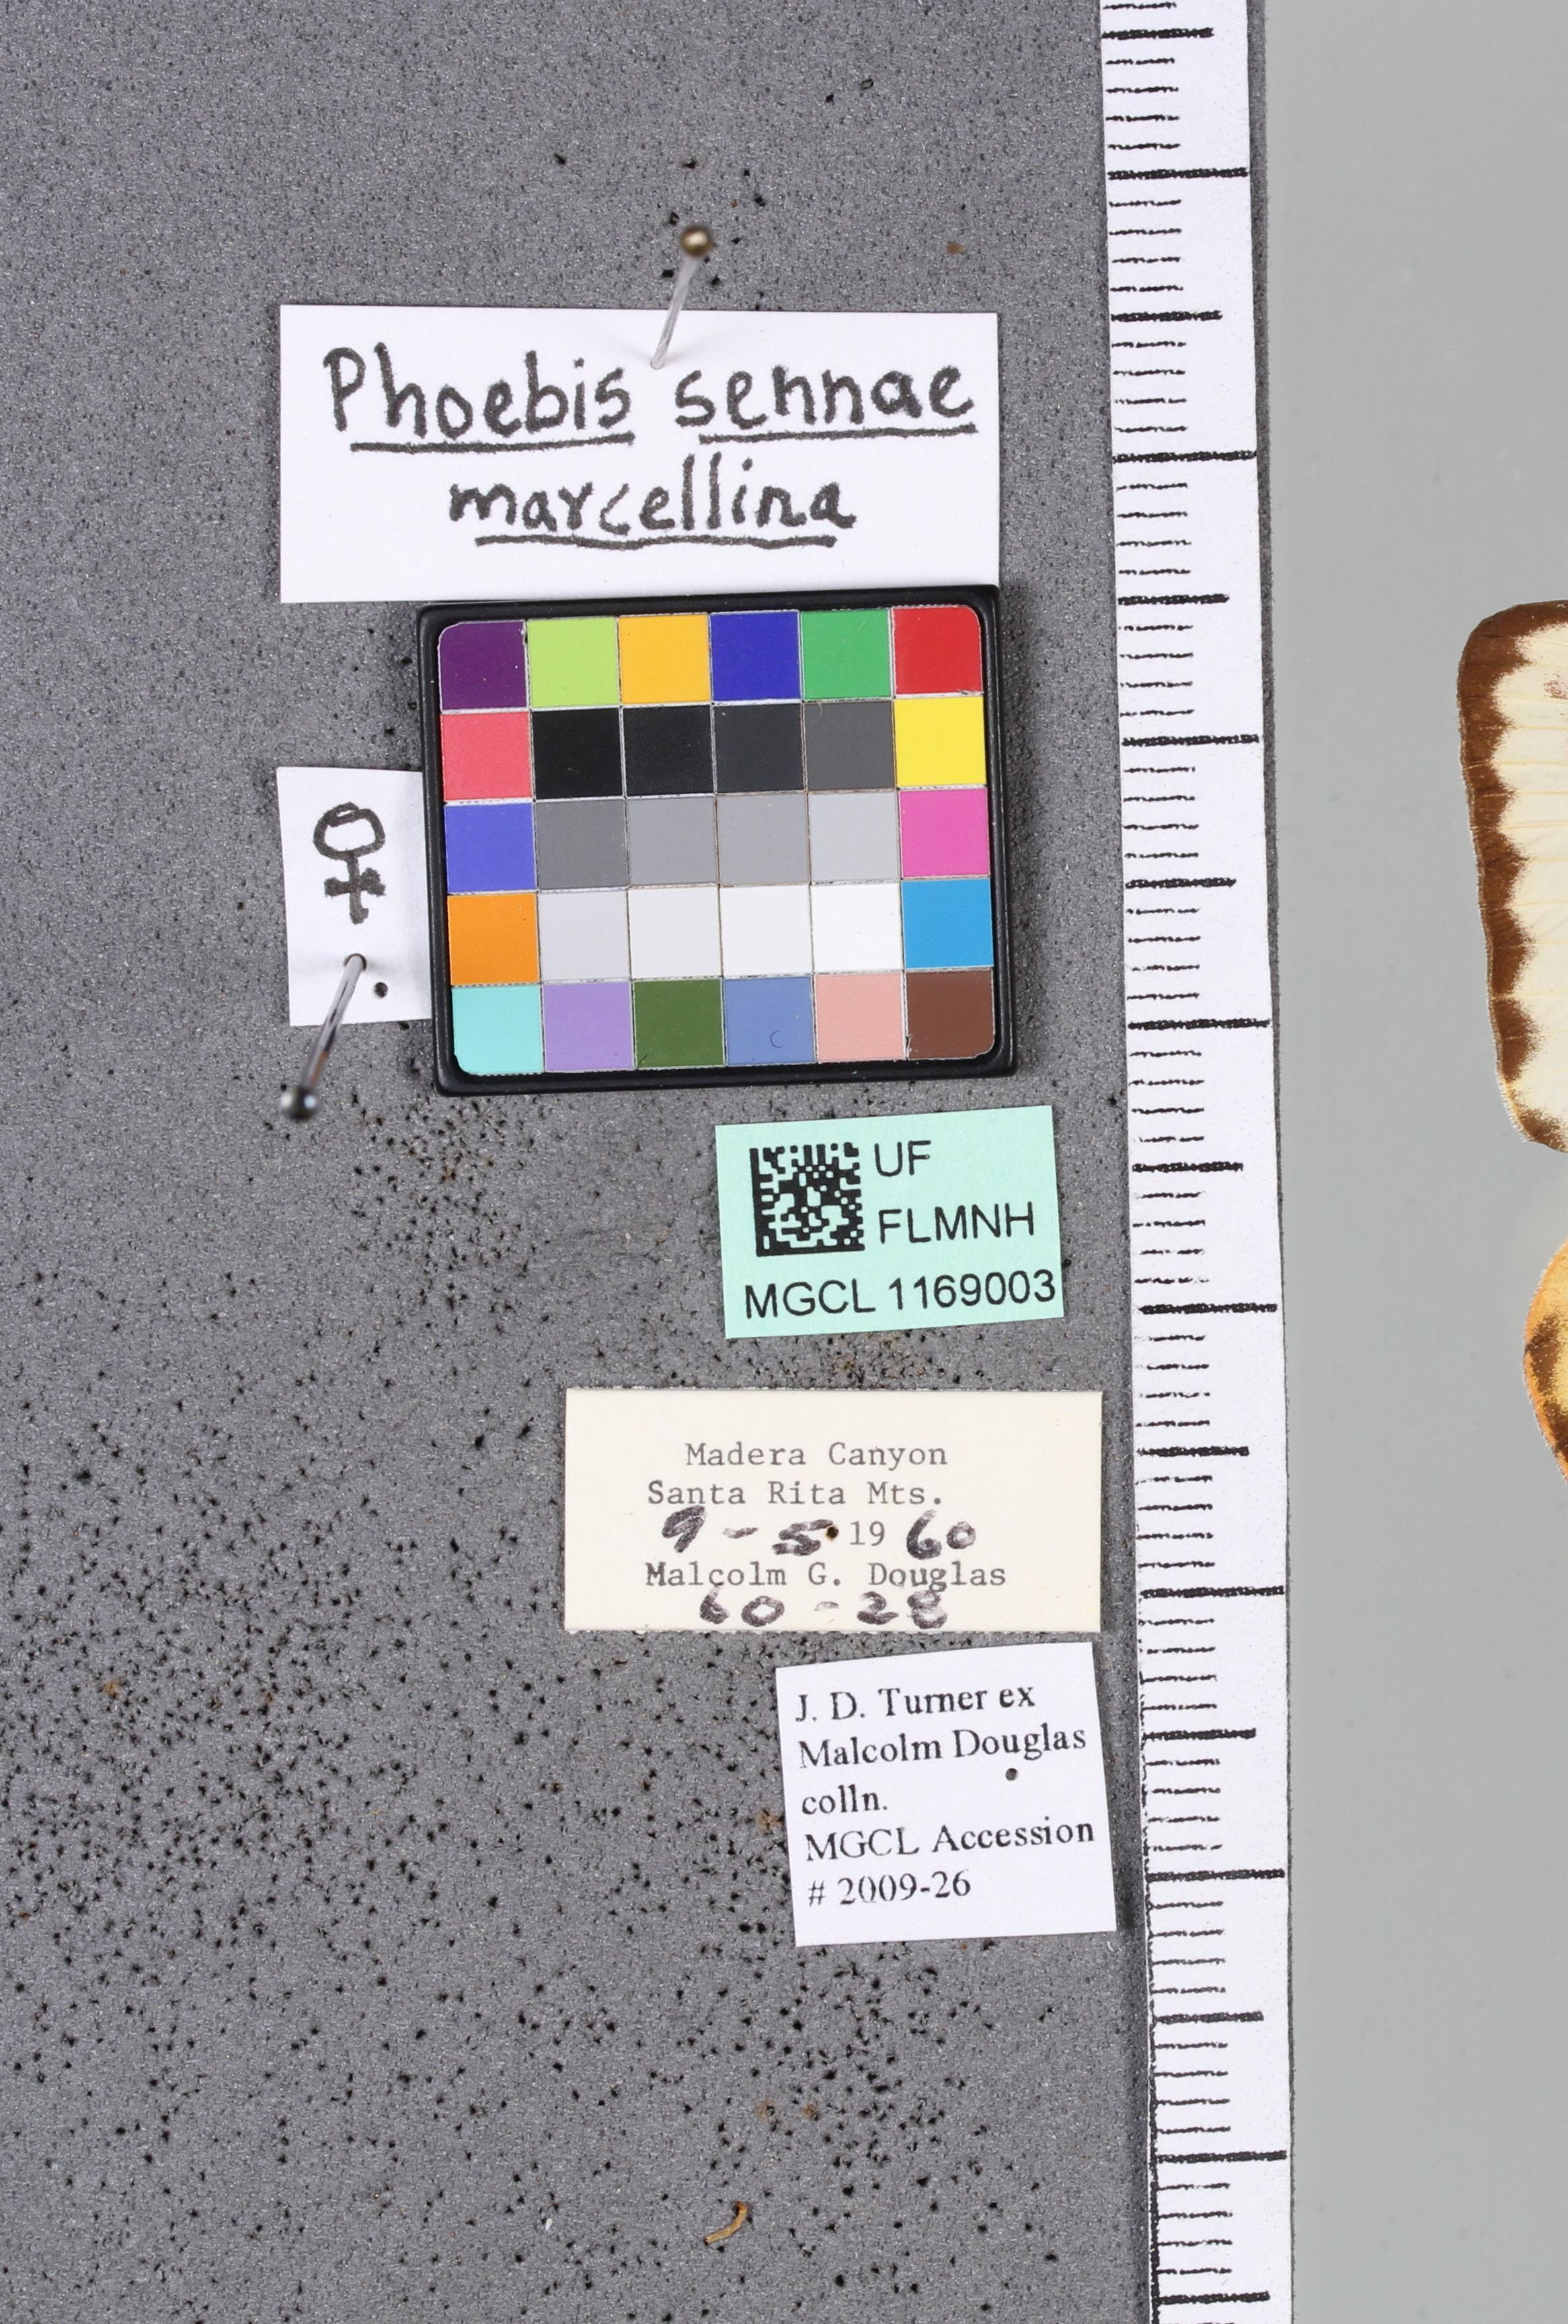 Phoebis sennae
marcellina
♀
UF
FLMNH
MGCL 1169003
Madera Canyon
Santa Rita Mts.
9-5 1960
Malcolm G. Douglas
60-28
J. D. Turner ex
Malcolm Douglas
colln.
MGCL Accession
# 2009-26